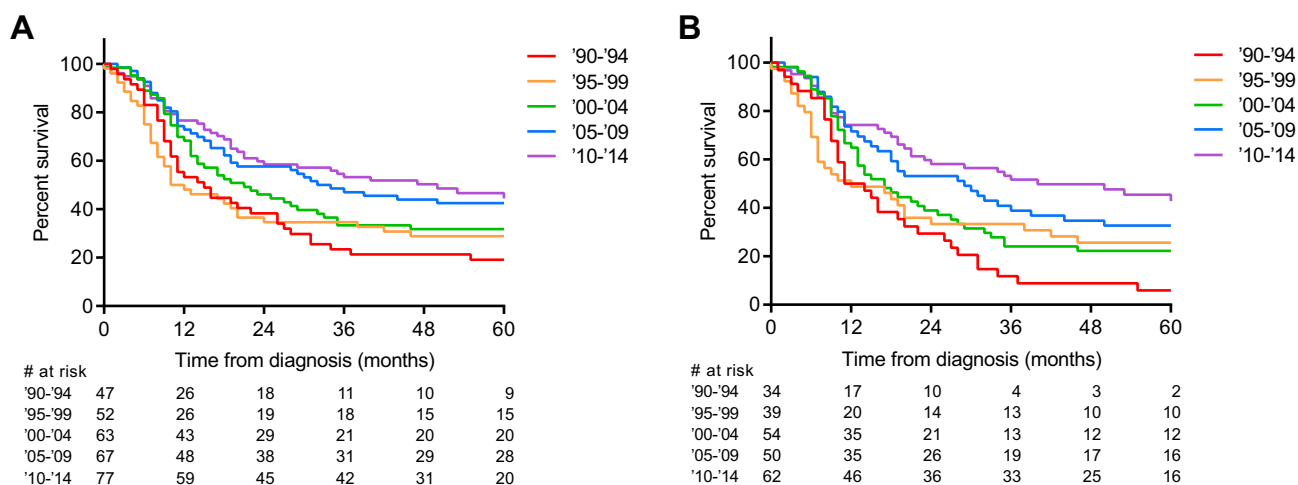 A
Percent survival
100
80
60
40
20
0
0 12 24 36 48 60
Time from diagnosis (months)
'90-'94
'95-'99
'00-'04
'05-'09
'10-'14
# at risk
'90-'94 47 26 18 11 10 9
'95-'99 52 26 19 18 15 15
'00-'04 63 43 29 21 20 20
'05-'09 67 48 38 31 29 28
'10-'14 77 59 45 42 31 20
B
Percent survival
100
80
60
40
20
0
0 12 24 36 48 60
Time from diagnosis (months)
'90-'94
'95-'99
'00-'04
'05-'09
'10-'14
# at risk
'90-'94 34 17 10 4 3 2
'95-'99 39 20 14 13 10 10
'00-'04 54 35 21 13 12 12
'05-'09 50 35 26 19 17 16
'10-'14 62 46 36 33 25 16